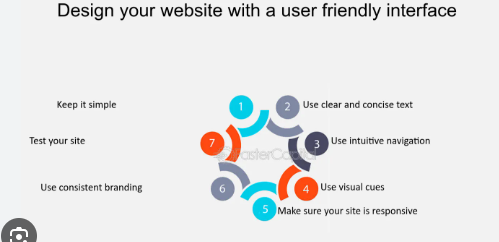 Design your website with a user friendly interface
1
Keep it simple
2
Use clear and concise text
3
Use intuitive navigation
4
Use visual cues
5
Make sure your site is responsive
6
Use consistent branding
7
Test your site
FasterCapital